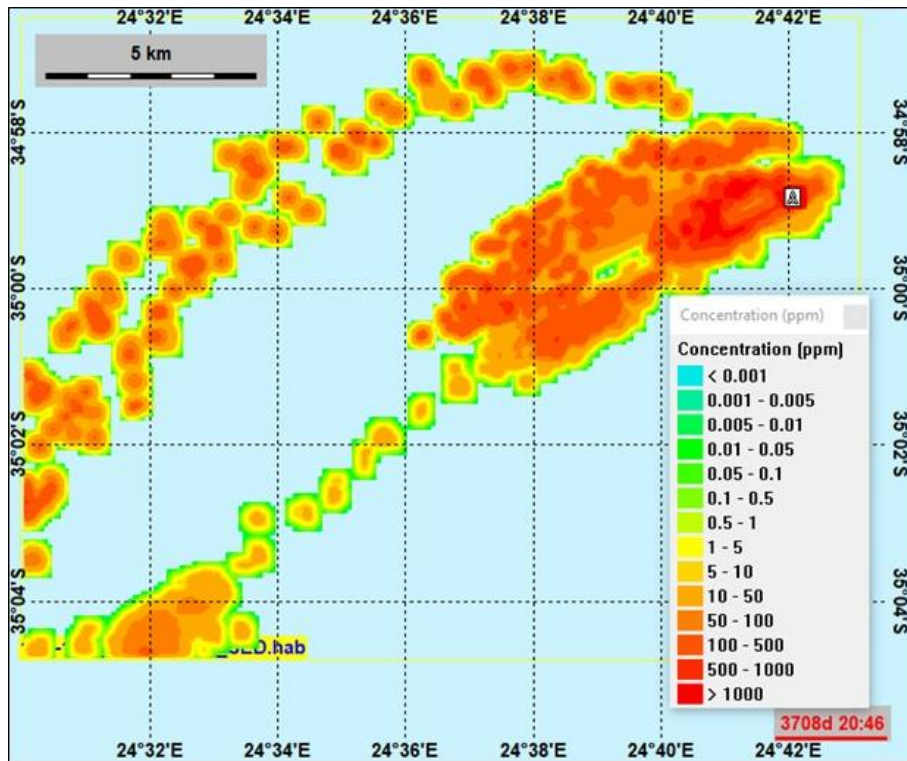 24°32'E 24°34'E 24°36'E 24°38'E 24°40'E 24°42'E
5 km
34°58'S 34°58'S
35°00'S 35°00'S
35°02'S 35°02'S
35°04'S 35°04'S
Concentration (ppm)
Concentration (ppm)
< 0.001
0.001 - 0.005
0.005 - 0.01
0.01 - 0.05
0.05 - 0.1
0.1 - 0.5
0.5 - 1
1 - 5
5 - 10
10 - 50
50 - 100
100 - 500
500 - 1000
> 1000
.hab
3708d 20:46
24°32'E 24°34'E 24°36'E 24°38'E 24°40'E 24°42'E